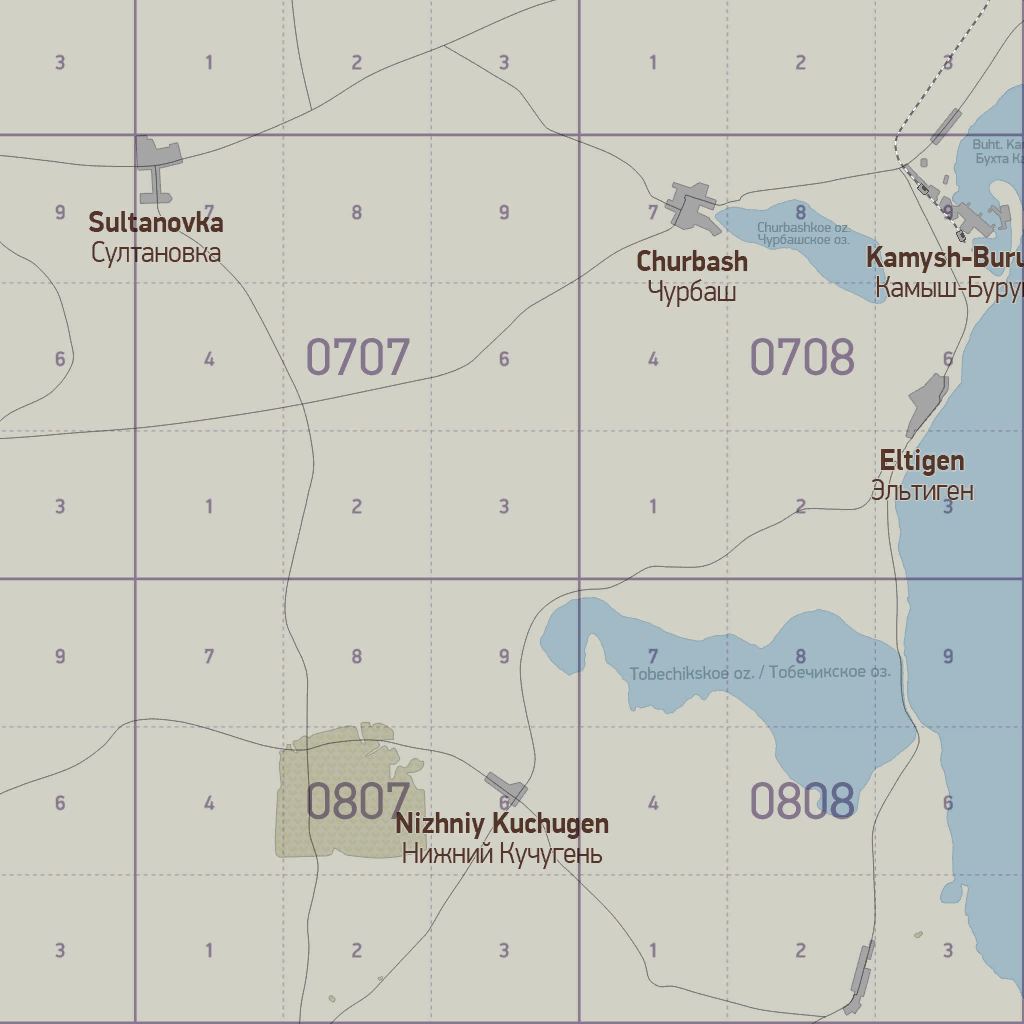 3 1 2 3 1 2 3
Buht. Ka
Бухта Ка
9 7 8 9 7 8 9
Sultanovka
Султановка
Churbashkoe oz.
Чурбашское оз.
Churbash
Чурбаш
Kamysh-Buru
Камыш-Бурун
6 4 0707 6 4 0708 6
Eltigen
Эльтиген
3 1 2 3 1 2 3
9 7 8 9 7 8 9
Tobechikskoe oz. / Тобечикское оз.
6 4 0807 6 4 0808 6
Nizhniy Kuchugen
Нижний Кучугень
3 1 2 3 1 2 3